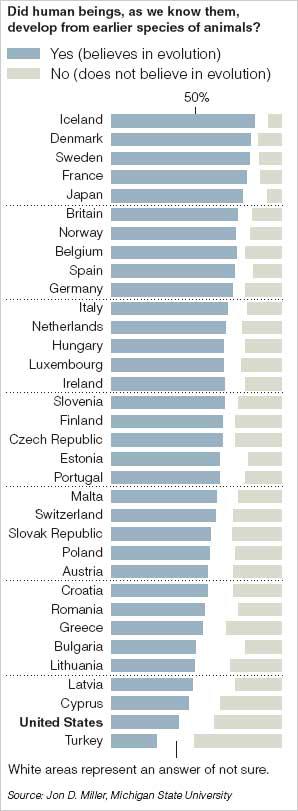 Did human beings, as we know them,
develop from earlier species of animals?
Yes (believes in evolution)
No (does not believe in evolution)
50%
Iceland
Denmark
Sweden
France
Japan
Britain
Norway
Belgium
Spain
Germany
Italy
Netherlands
Hungary
Luxembourg
Ireland
Slovenia
Finland
Czech Republic
Estonia
Portugal
Malta
Switzerland
Slovak Republic
Poland
Austria
Croatia
Romania
Greece
Bulgaria
Lithuania
Latvia
Cyprus
United States
Turkey
White areas represent an answer of not sure.
Source: Jon D. Miller, Michigan State University